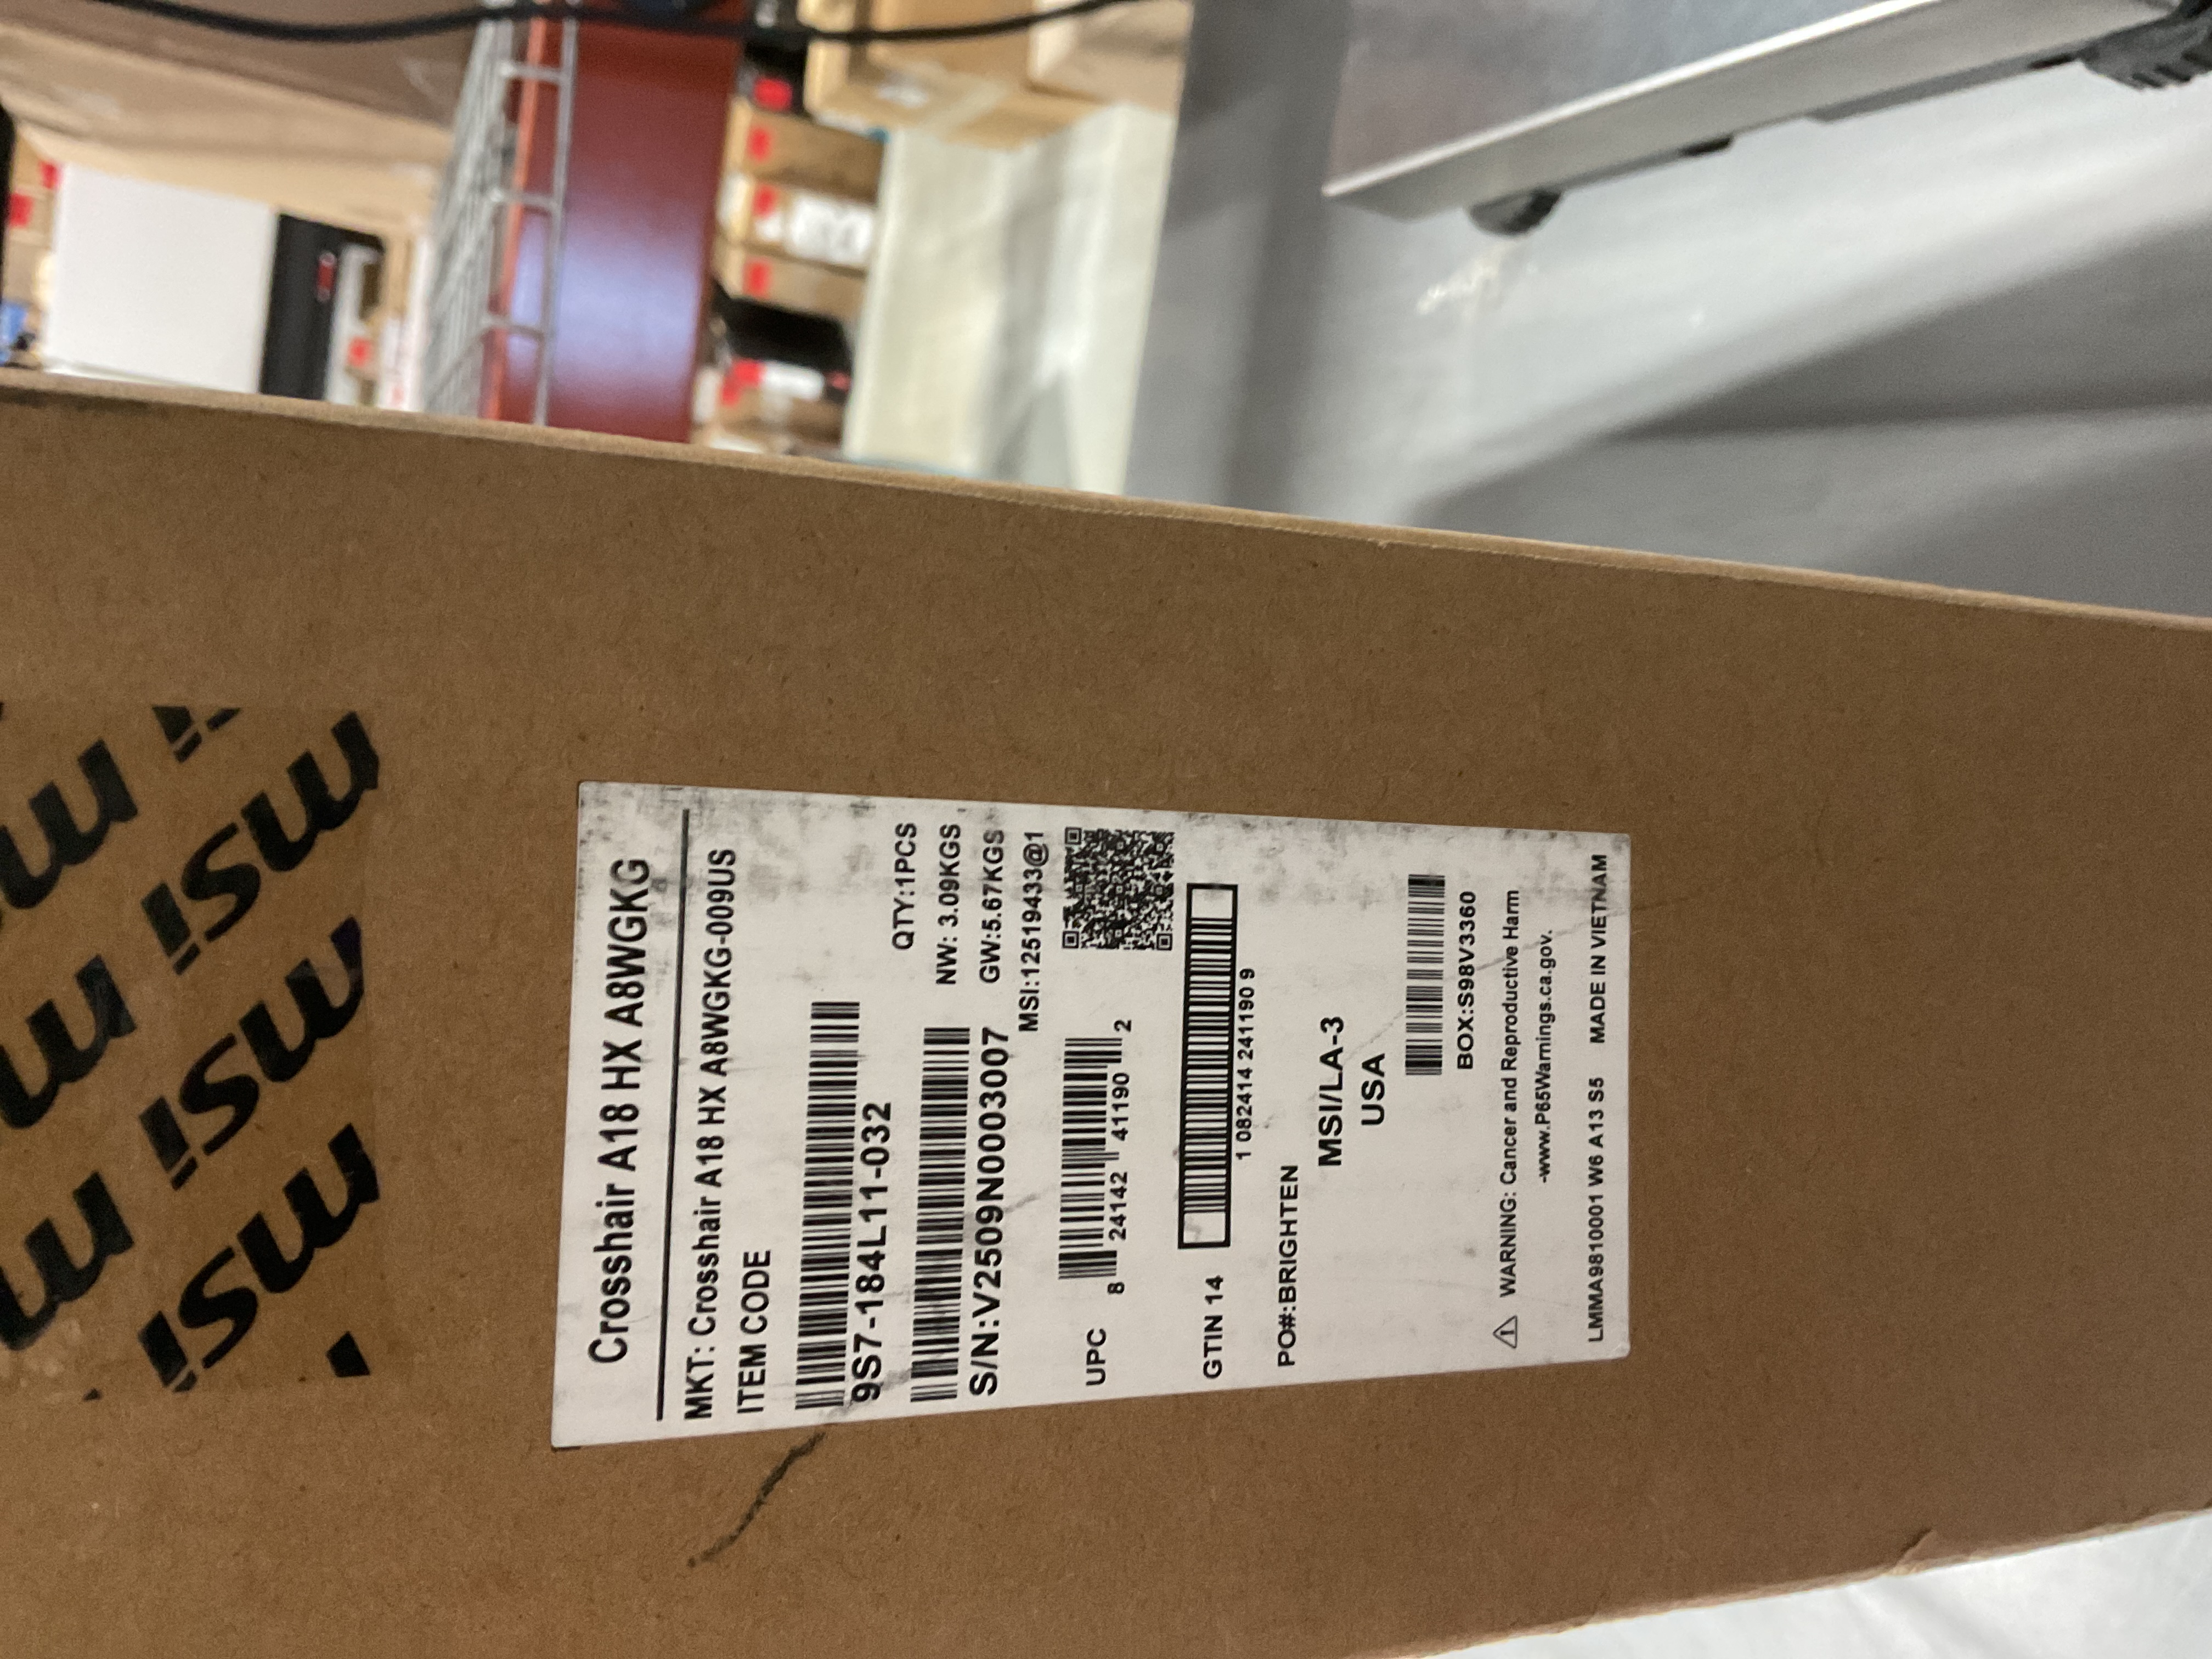 msi msi
msi msi
msi
Crosshair A18 HX A8WGKG
MKT: Crosshair A18 HX A8WGKG-009US
ITEM CODE
9S7-184L11-032
QTY:1PCS
S/N:V2509N0003007
NW: 3.09KGS
GW:5.67KGS
MSI:12519433@1
UPC
8 24142 41190 2
GTIN 14
1 082414 241190 9
PO#:BRIGHTEN
MSI/LA-3
USA
BOX:S98V3360
WARNING: Cancer and Reproductive Harm
-www.P65Warnings.ca.gov.
LMMA9810001 W6 A13 S5 MADE IN VIETNAM